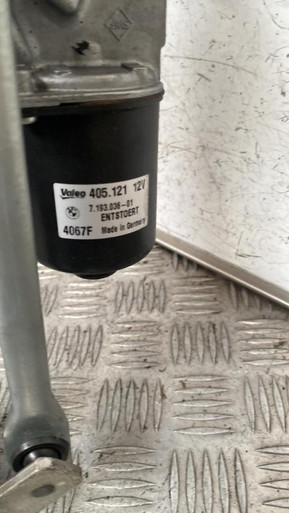 Valeo 405.121 12V
7.193.036-01
ENTSTOERT
4067F Made in Germany